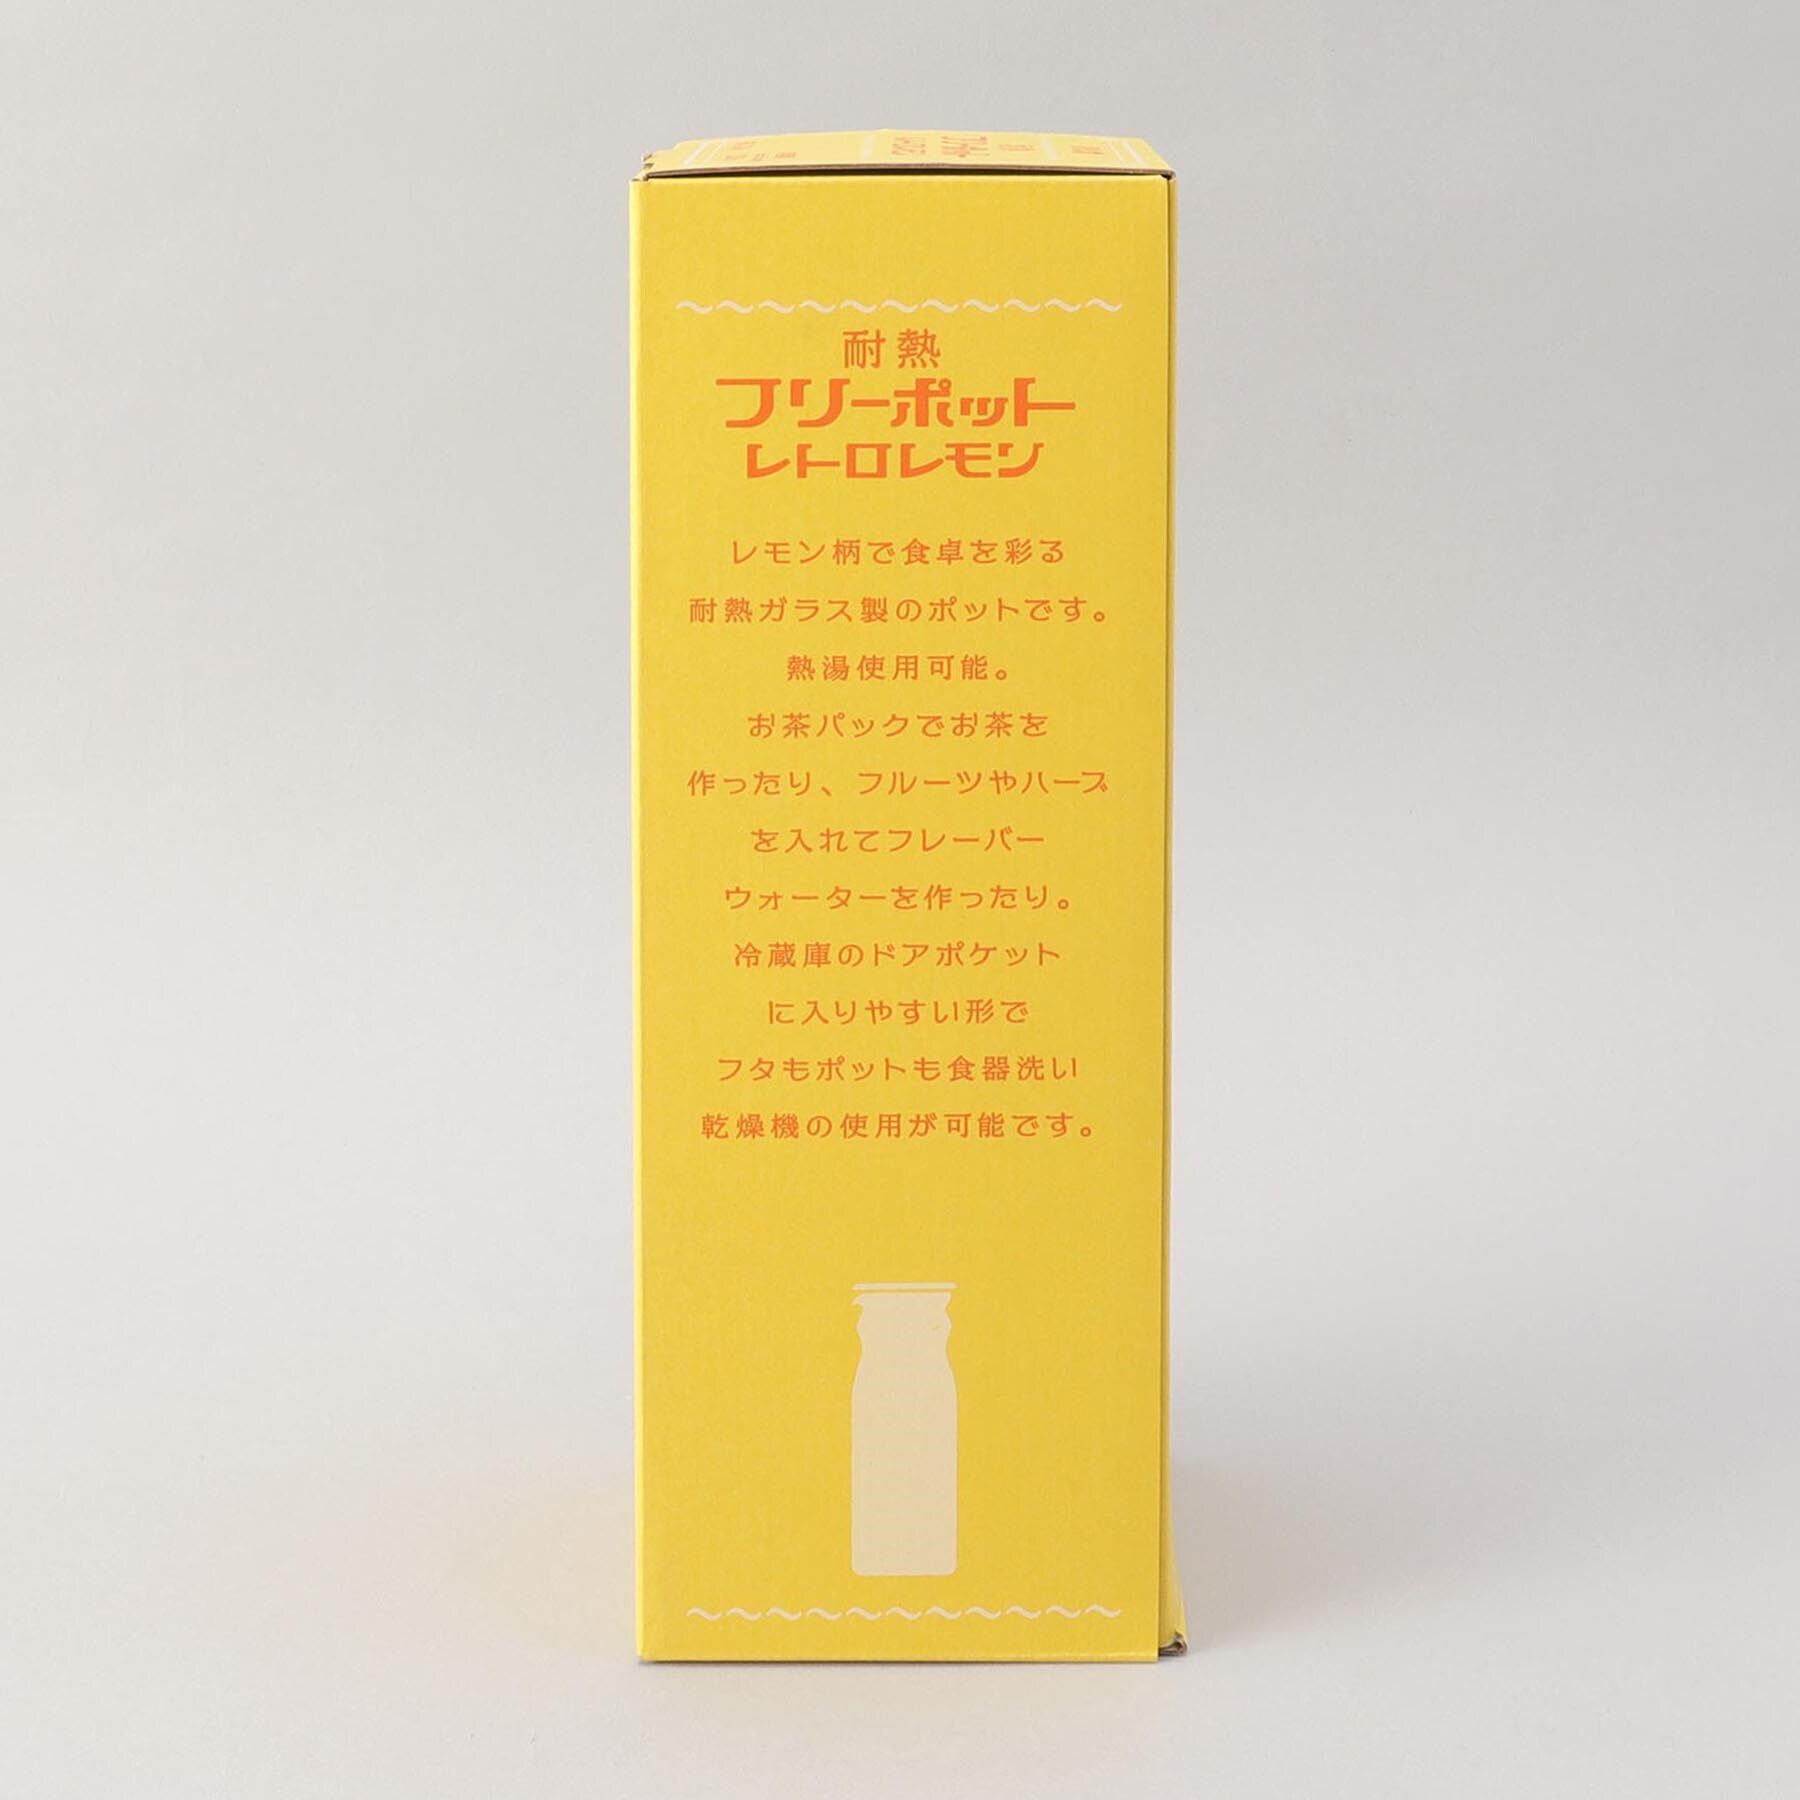 耐熱
フリーポット
レトロレモン
レモン柄で食卓を彩る
耐熱ガラス製のポットです。
熱湯使用可能。
お茶パックでお茶を
作ったり、フルーツやハーブ
を入れてフレーバー
ウォーターを作ったり。
冷蔵庫のドアポケット
に入りやすい形で
フタもポットも食器洗い
乾燥機の使用が可能です。